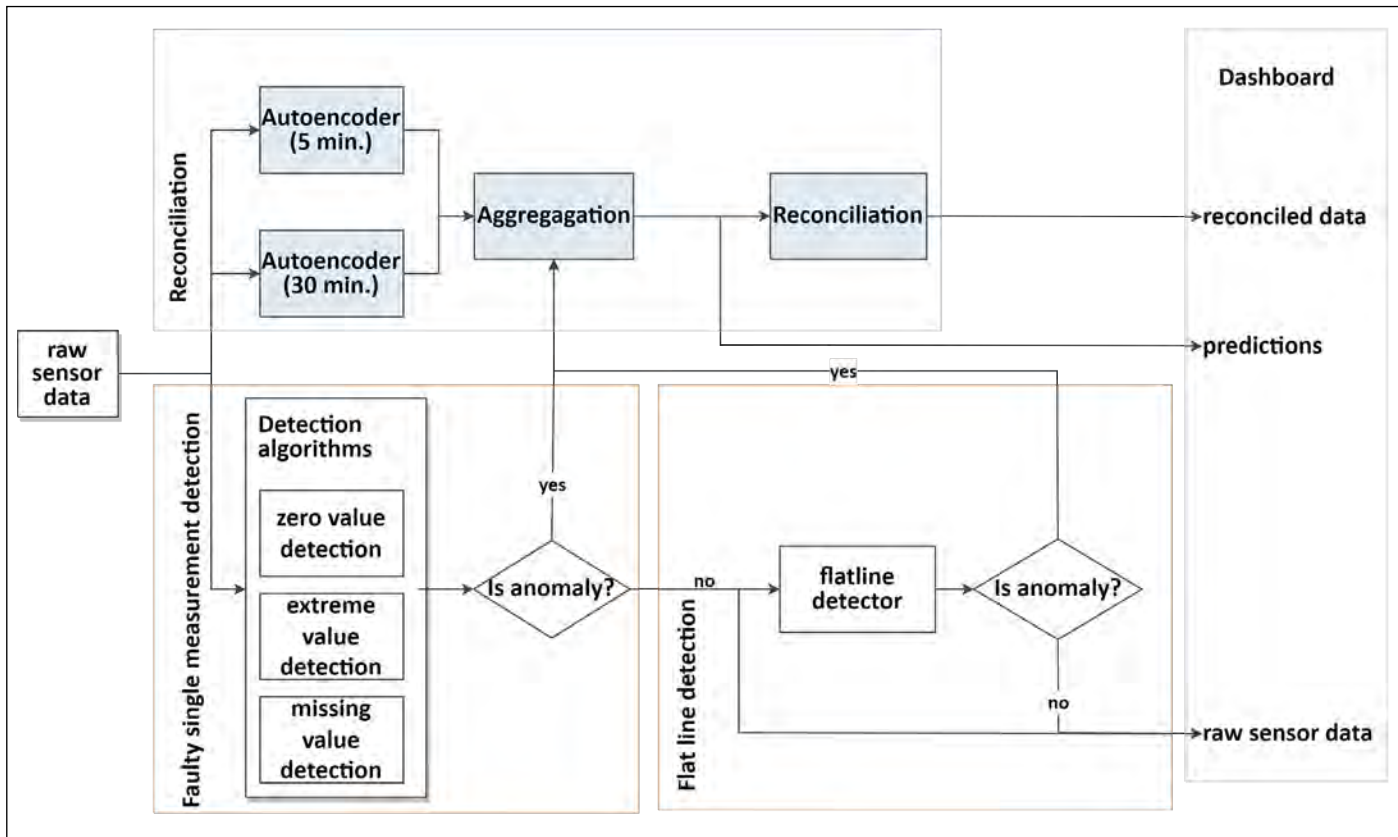 Reconciliation
Autoencoder
(5 min.)
Autoencoder
(30 min.)
Aggregagation
Reconciliation
Dashboard
reconciled data
predictions
raw sensor data
raw
sensor
data
Faulty single measurement detection
Detection
algorithms
zero value
detection
extreme
value
detection
missing
value
detection
Is anomaly?
yes
no
Flat line detection
flatline
detector
Is anomaly?
yes
no